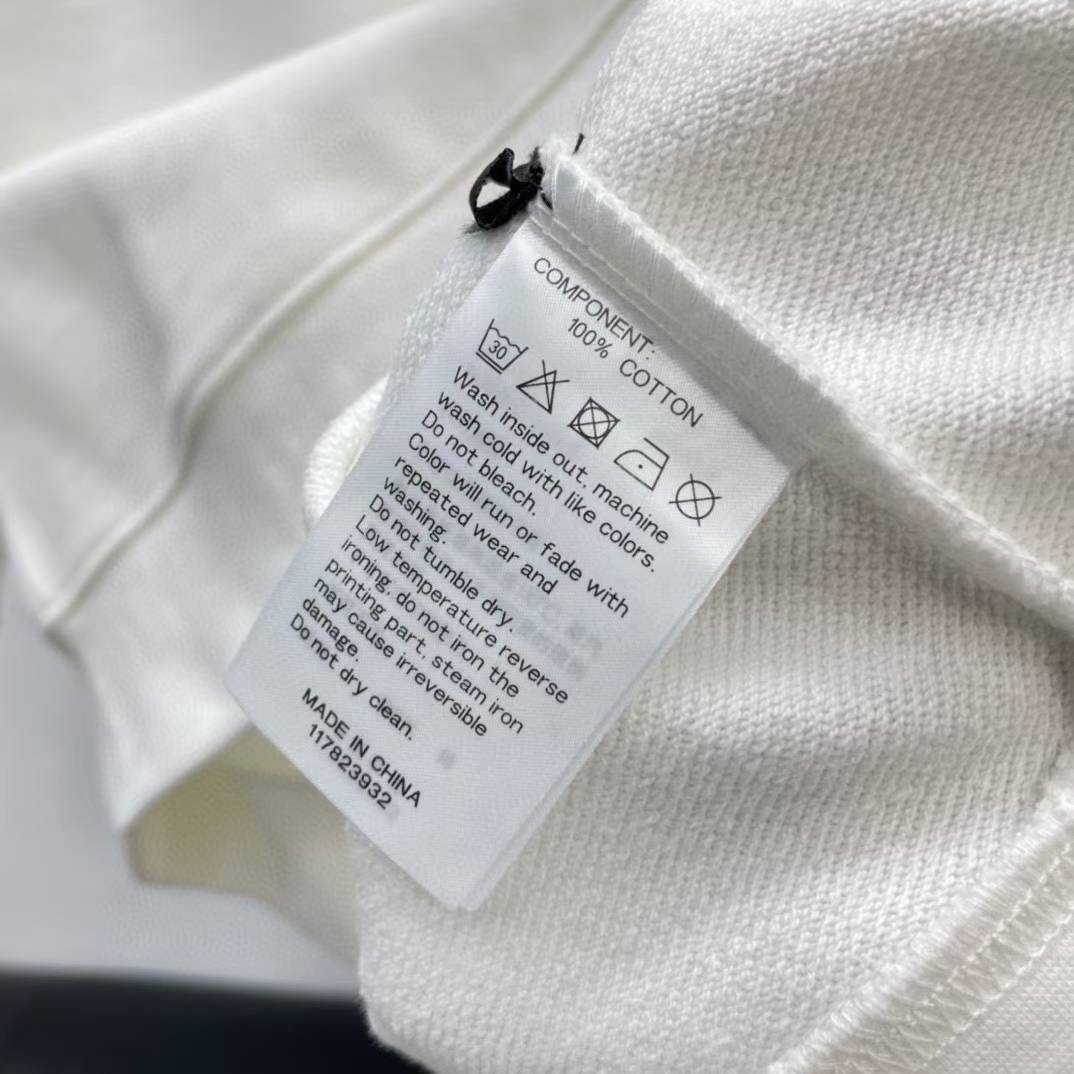 COMPONENT:
100% COTTON
30
Wash inside out, machine
wash cold with like colors.
Do not bleach.
Color will run or fade with
repeated wear and
washing.
Do not tumble dry.
Low temperature reverse
ironing, do not iron the
printing part, steam iron
may cause irreversible
damage.
Do not dry clean.
MADE IN CHINA
117823932